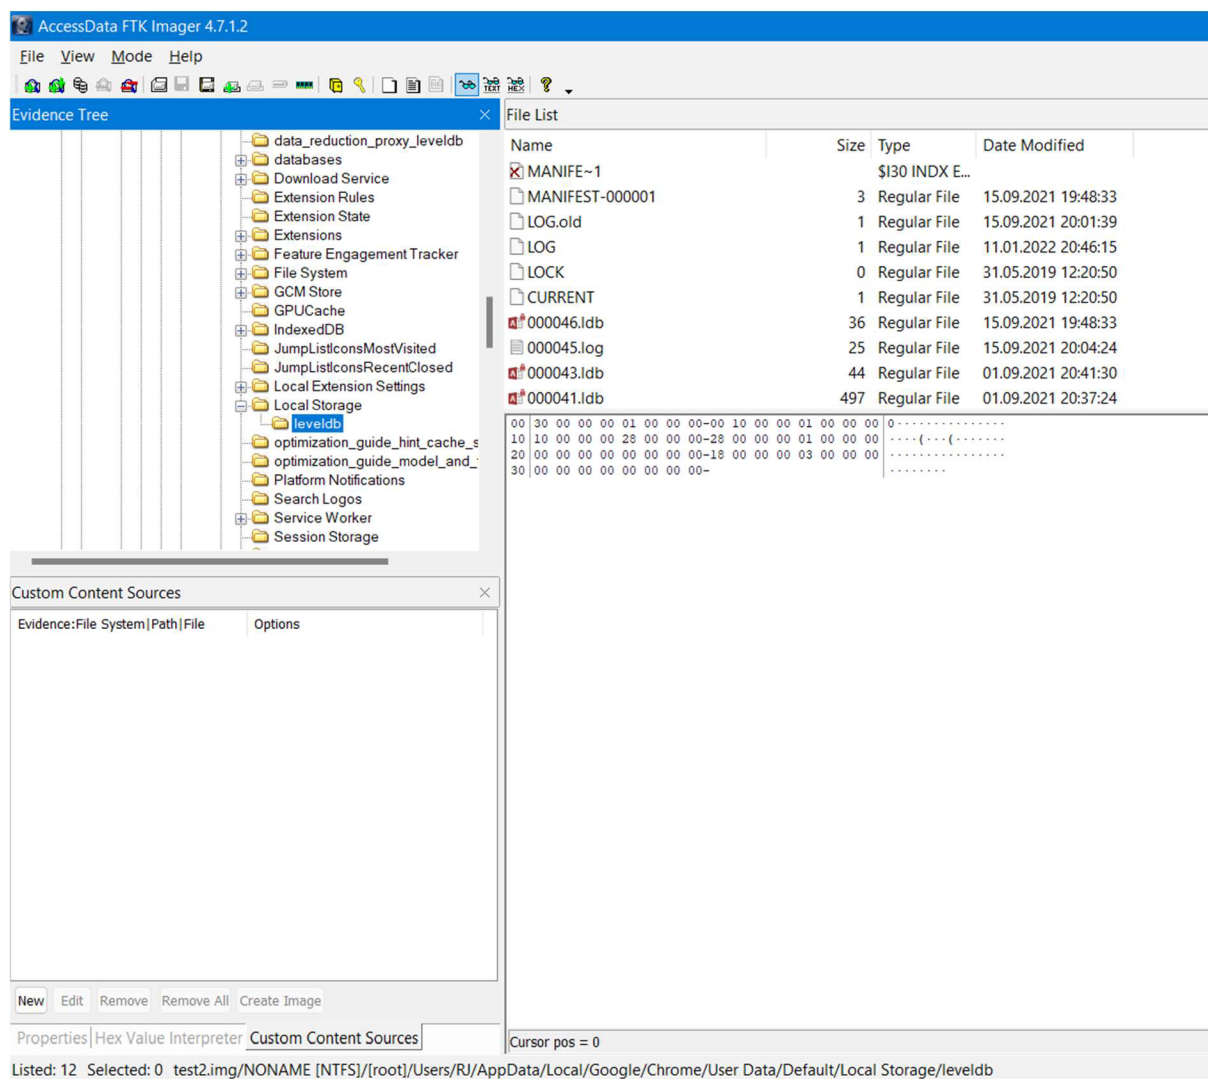 AccessData FTK Imager 4.7.1.2
File View Mode Help
TEXT HEX
Evidence Tree
data_reduction_proxy_leveldb
databases
Download Service
Extension Rules
Extension State
Extensions
Feature Engagement Tracker
File System
GCM Store
GPUCache
IndexedDB
JumpListIconsMostVisited
JumpListIconsRecentClosed
Local Extension Settings
Local Storage
leveldb
optimization_guide_hint_cache_s
optimization_guide_model_and_
Platform Notifications
Search Logos
Service Worker
Session Storage
Custom Content Sources
Evidence:File System|Path|File Options
New Edit Remove Remove All Create Image
Properties Hex Value Interpreter Custom Content Sources
File List
Name Size Type Date Modified
MANIFE~1 $I30 INDX E...
MANIFEST-000001 3 Regular File 15.09.2021 19:48:33
LOG.old 1 Regular File 15.09.2021 20:01:39
LOG 1 Regular File 11.01.2022 20:46:15
LOCK 0 Regular File 31.05.2019 12:20:50
CURRENT 1 Regular File 31.05.2019 12:20:50
000046.ldb 36 Regular File 15.09.2021 19:48:33
000045.log 25 Regular File 15.09.2021 20:04:24
000043.ldb 44 Regular File 01.09.2021 20:41:30
000041.ldb 497 Regular File 01.09.2021 20:37:24
00 30 00 00 00 01 00 00 00-00 10 00 00 01 00 00 00 0···············
10 10 00 00 00 28 00 00 00-28 00 00 00 01 00 00 00 ····(···(·······
20 00 00 00 00 00 00 00 00-18 00 00 00 03 00 00 00 ················
30 00 00 00 00 00 00 00 00- ········
Cursor pos = 0
Listed: 12 Selected: 0 test2.img/NONAME [NTFS]/[root]/Users/RJ/AppData/Local/Google/Chrome/User Data/Default/Local Storage/leveldb